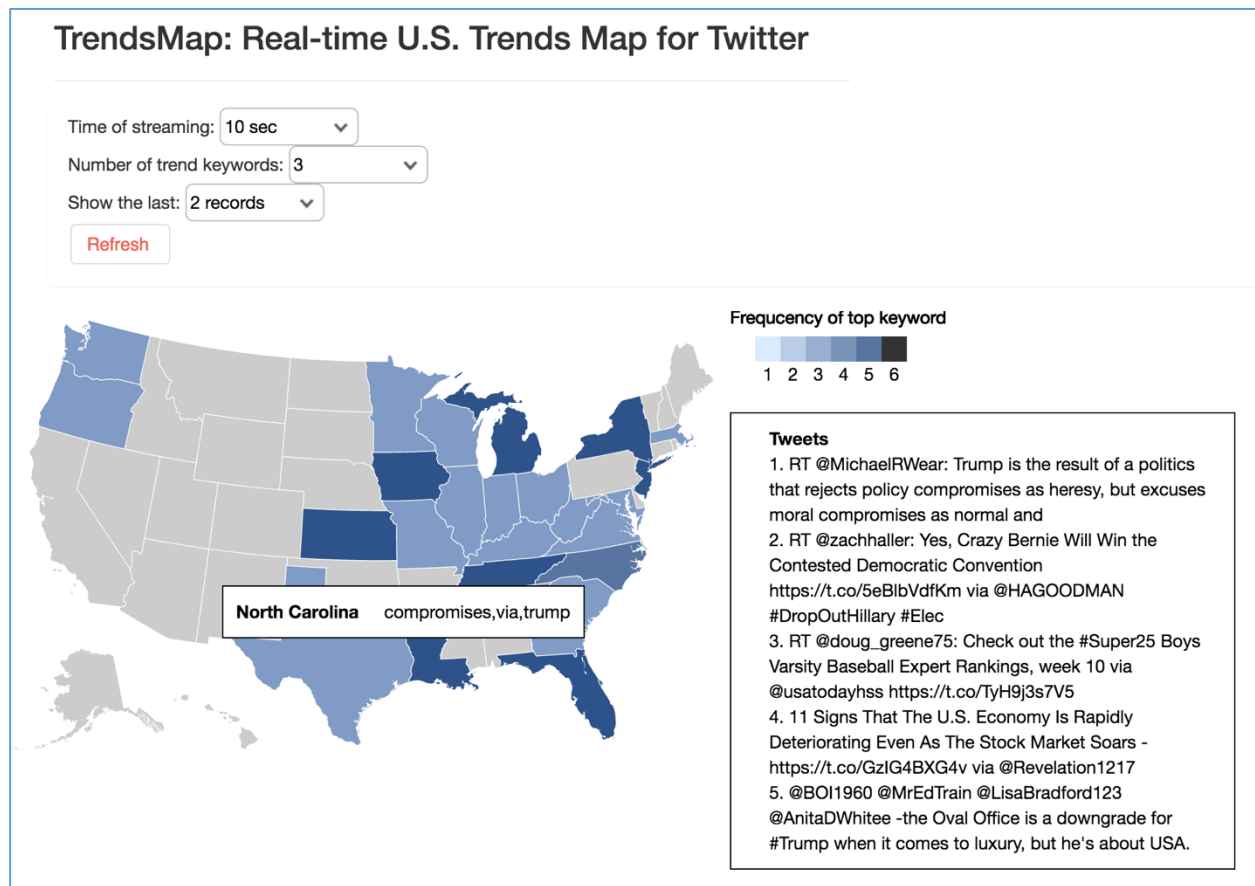 TrendsMap: Real-time U.S. Trends Map for Twitter
Time of streaming: 10 sec
Number of trend keywords: 3
Show the last: 2 records
Refresh
Frequcency of top keyword
1 2 3 4 5 6
North Carolina compromises,via,trump
Tweets
1. RT @MichaelRWear: Trump is the result of a politics
that rejects policy compromises as heresy, but excuses
moral compromises as normal and
2. RT @zachhaller: Yes, Crazy Bernie Will Win the
Contested Democratic Convention
https://t.co/5eBlbVdfKm via @HAGOODMAN
#DropOutHillary #Elec
3. RT @doug_greene75: Check out the #Super25 Boys
Varsity Baseball Expert Rankings, week 10 via
@usatodayhss https://t.co/TyH9j3s7V5
4. 11 Signs That The U.S. Economy Is Rapidly
Deteriorating Even As The Stock Market Soars -
https://t.co/GzIG4BXG4v via @Revelation1217
5. @BOI1960 @MrEdTrain @LisaBradford123
@AnitaDWhitee -the Oval Office is a downgrade for
#Trump when it comes to luxury, but he's about USA.